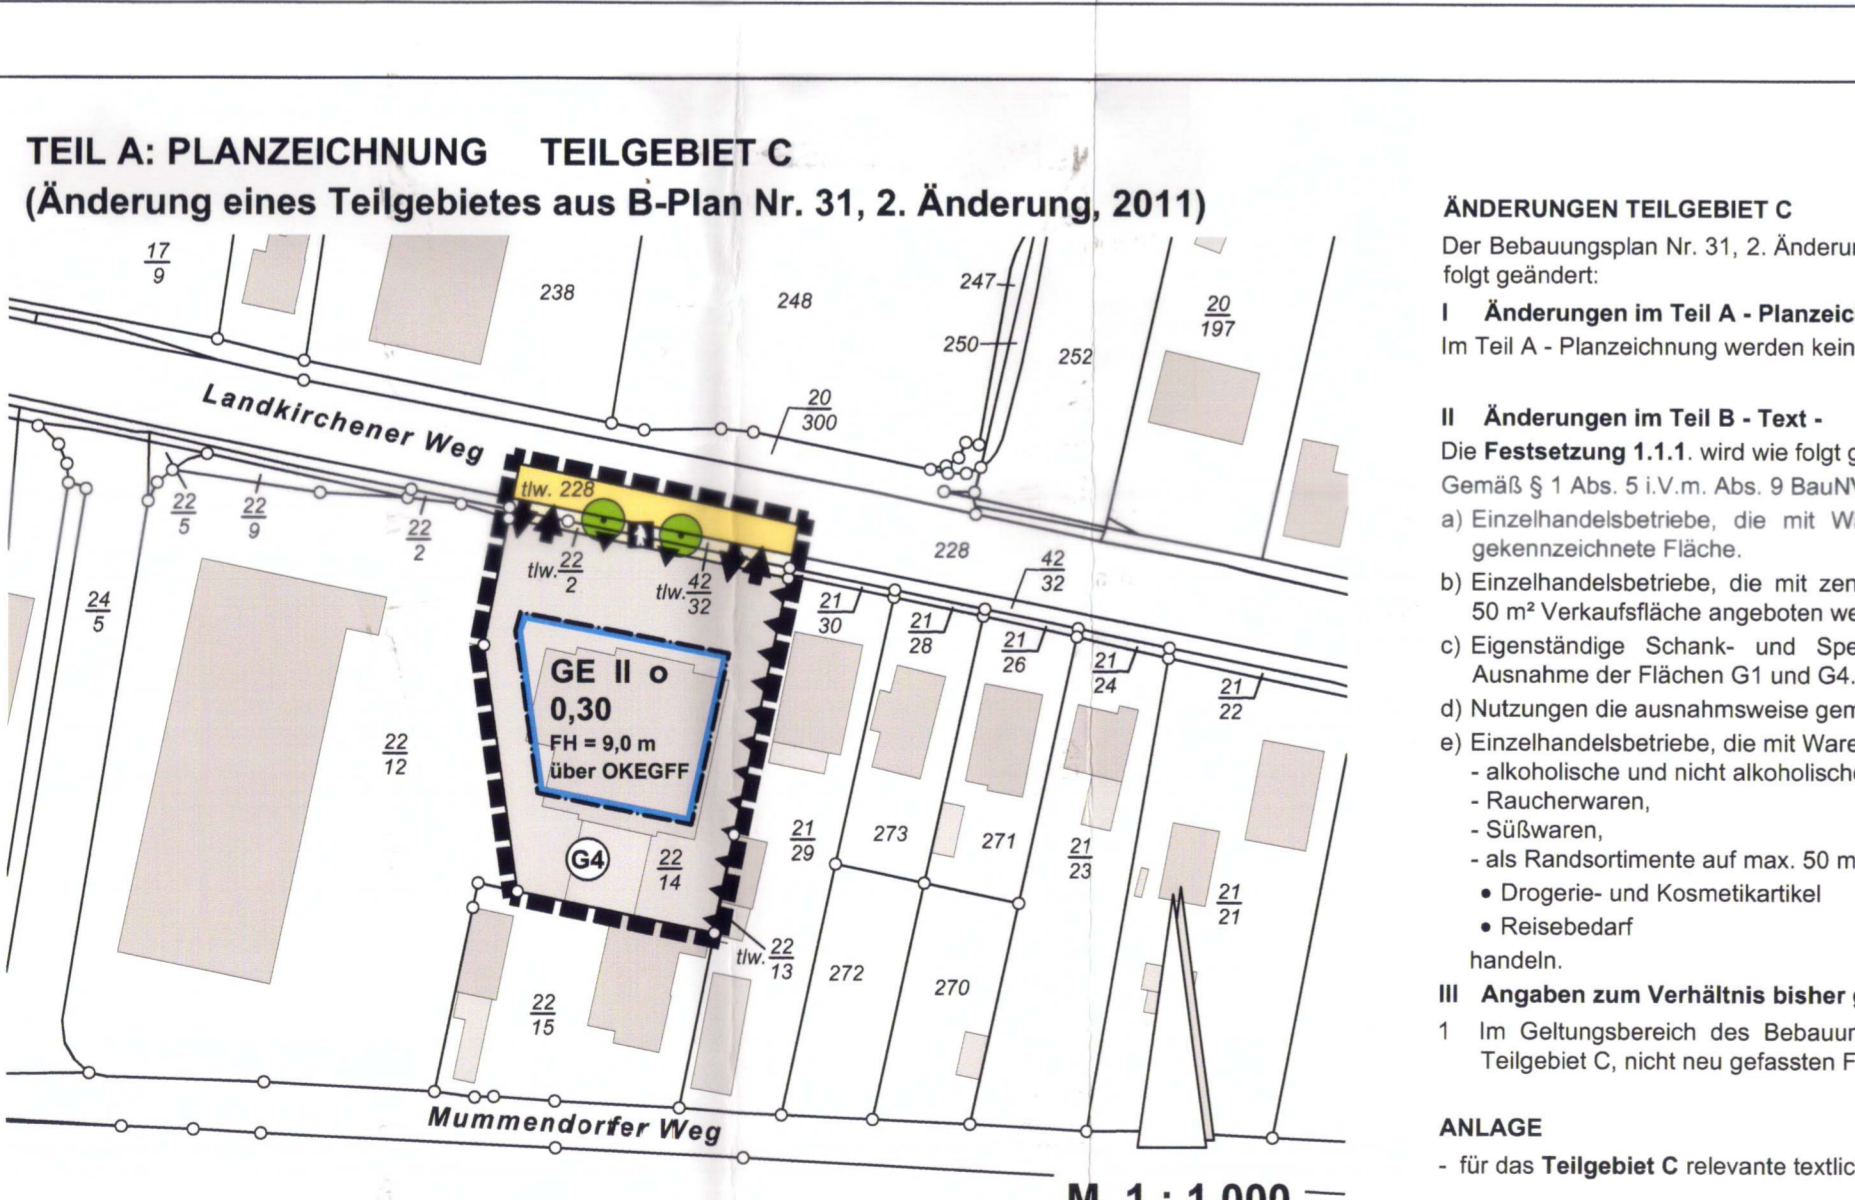 TEIL A: PLANZEICHNUNG TEILGEBIET C
(Änderung eines Teilgebietes aus B-Plan Nr. 31, 2. Änderung, 2011)
17
9
238
248
247
250
252
20
197
20
300
Landkirchener Weg
22
5
22
9
22
2
tlw. 228
tlw. 22
2
tlw. 42
32
228
42
32
24
5
21
30
21
28
21
26
21
24
21
22
GE II o
0,30
FH = 9,0 m
über OKEGFF
22
12
G4
22
14
21
29
273
271
21
23
21
21
tlw. 22
13
272
270
22
15
Mummendorfer Weg
M 1 : 1.000
ÄNDERUNGEN TEILGEBIET C
Der Bebauungsplan Nr. 31, 2. Änderu
folgt geändert:
I Änderungen im Teil A - Planzeic
Im Teil A - Planzeichnung werden kein
II Änderungen im Teil B - Text -
Die Festsetzung 1.1.1. wird wie folgt g
Gemäß § 1 Abs. 5 i.V.m. Abs. 9 BauNV
a) Einzelhandelsbetriebe, die mit W
gekennzeichnete Fläche.
b) Einzelhandelsbetriebe, die mit zen
50 m² Verkaufsfläche angeboten we
c) Eigenständige Schank- und Spe
Ausnahme der Flächen G1 und G4.
d) Nutzungen die ausnahmsweise gem
e) Einzelhandelsbetriebe, die mit Ware
- alkoholische und nicht alkoholisch
- Raucherwaren,
- Süßwaren,
- als Randsortimente auf max. 50 m
• Drogerie- und Kosmetikartikel
• Reisebedarf
handeln.
III Angaben zum Verhältnis bisher g
1 Im Geltungsbereich des Bebauun
Teilgebiet C, nicht neu gefassten F
ANLAGE
- für das Teilgebiet C relevante textlic